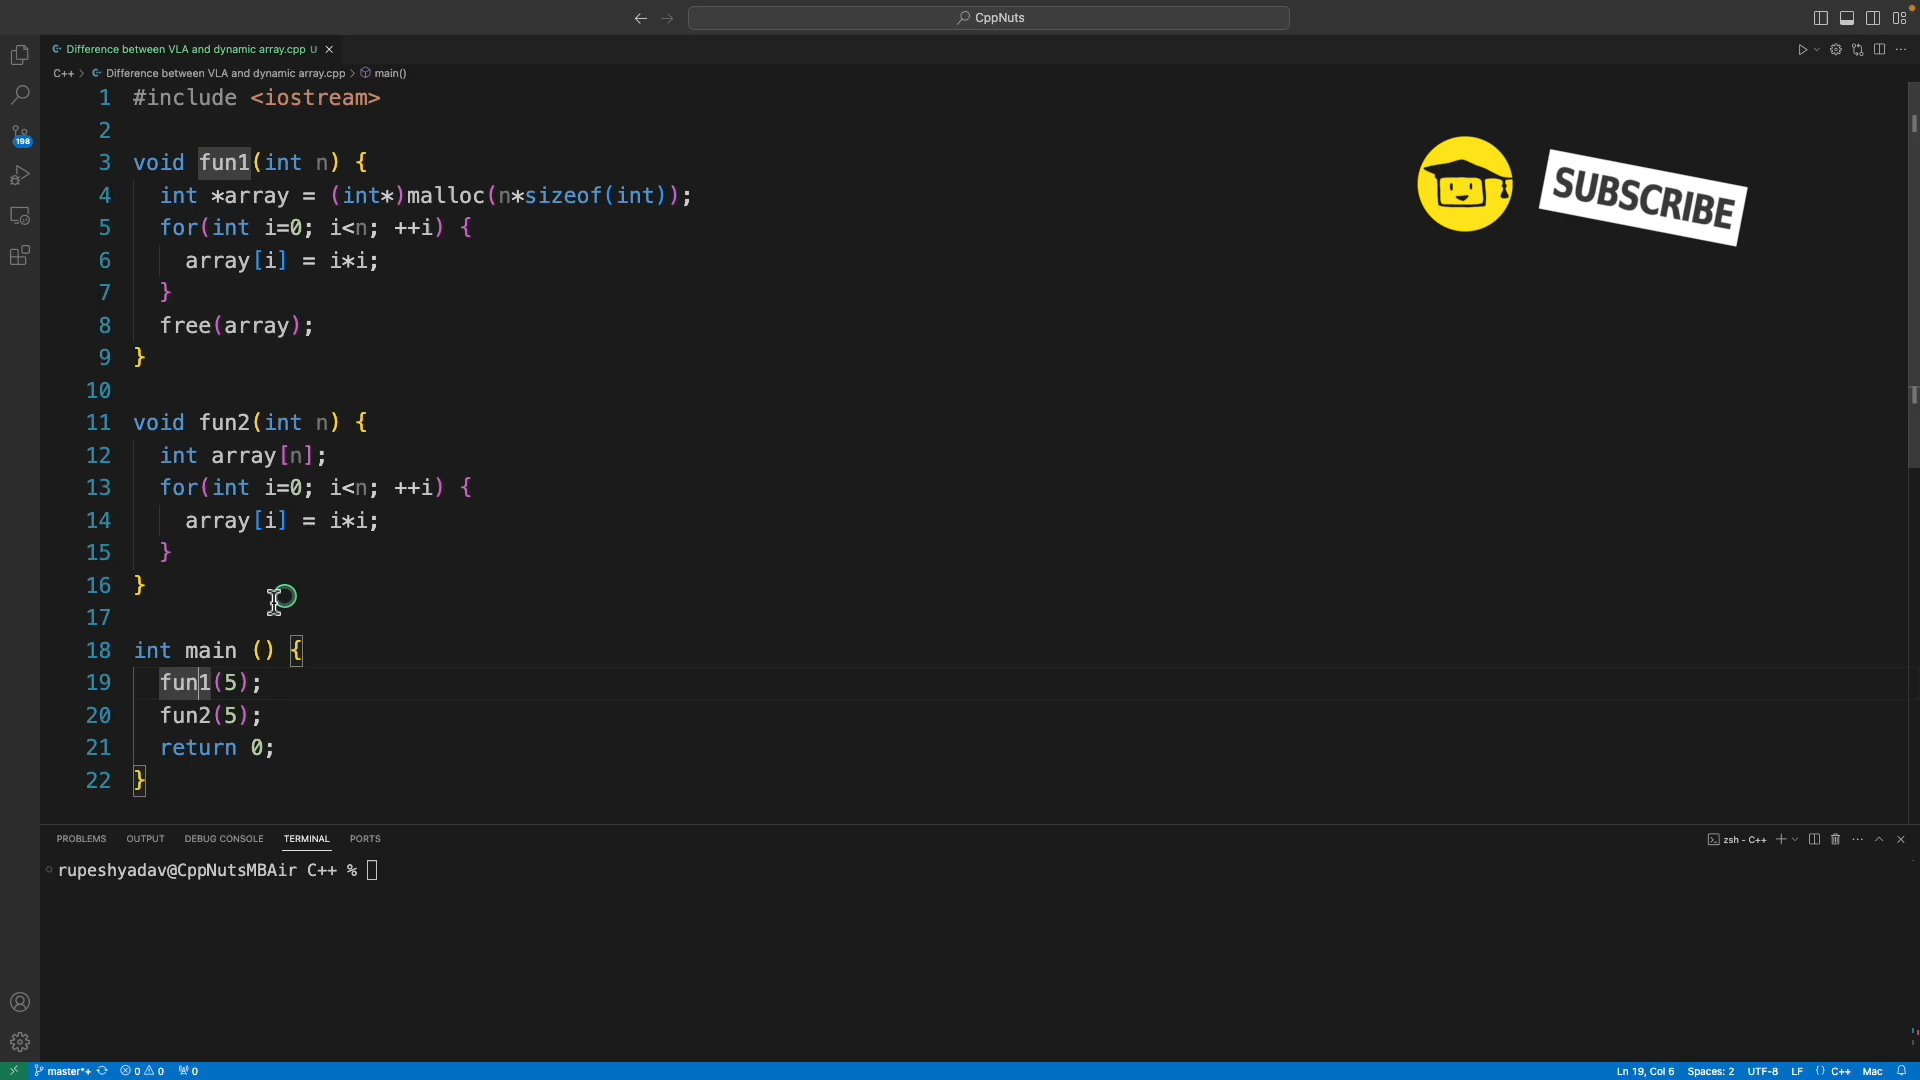 CppNuts
Difference between VLA and dynamic array.cpp U
C++ > Difference between VLA and dynamic array.cpp > main()
1 #include <iostream>
2
3 void fun1(int n) {
4 int *array = (int*)malloc(n*sizeof(int));
5 for(int i=0; i<n; ++i) {
6 array[i] = i*i;
7 }
8 free(array);
9 }
10
11 void fun2(int n) {
12 int array[n];
13 for(int i=0; i<n; ++i) {
14 array[i] = i*i;
15 }
16 }
17
18 int main () {
19 fun1(5);
20 fun2(5);
21 return 0;
22 }
SUBSCRIBE
198
PROBLEMS OUTPUT DEBUG CONSOLE TERMINAL PORTS
zsh - C++
rupeshyadav@CppNutsMBAir C++ %
master*+ 0 0 0 Ln 19, Col 6 Spaces: 2 UTF-8 LF {} C++ Mac